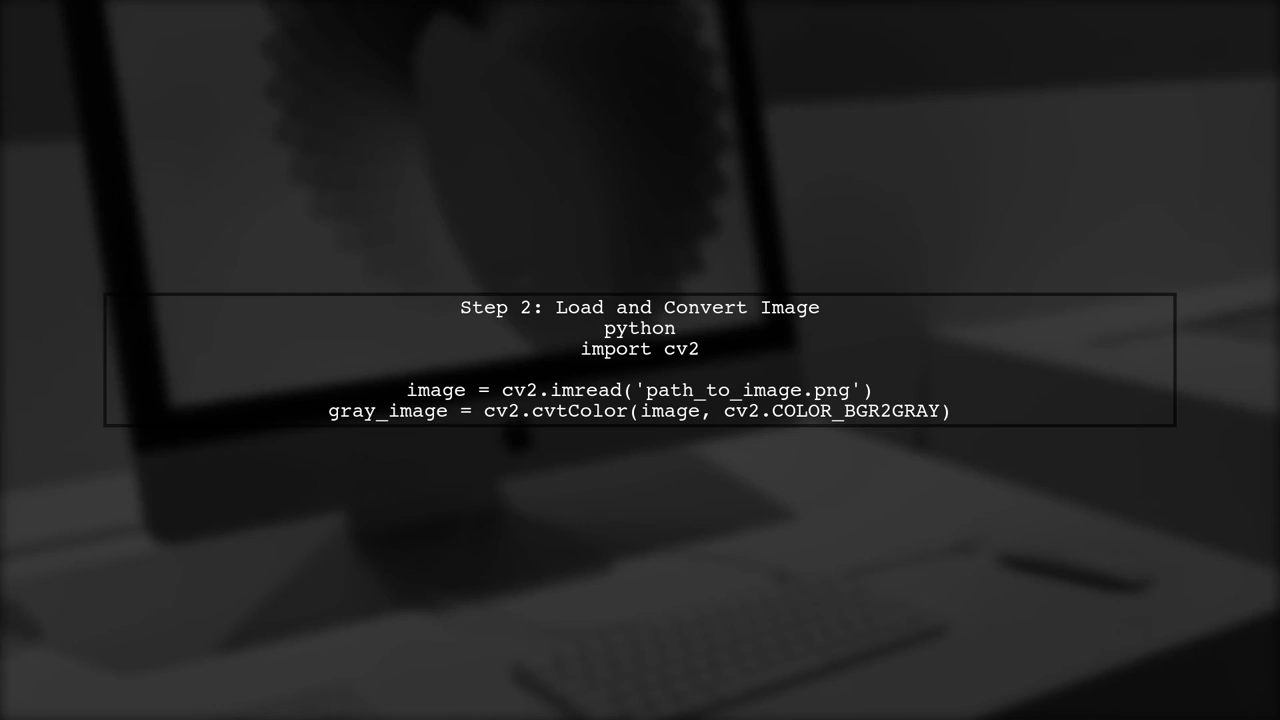 Step 2: Load and Convert Image
python
import cv2
image = cv2.imread('path_to_image.png')
gray_image = cv2.cvtColor(image, cv2.COLOR_BGR2GRAY)